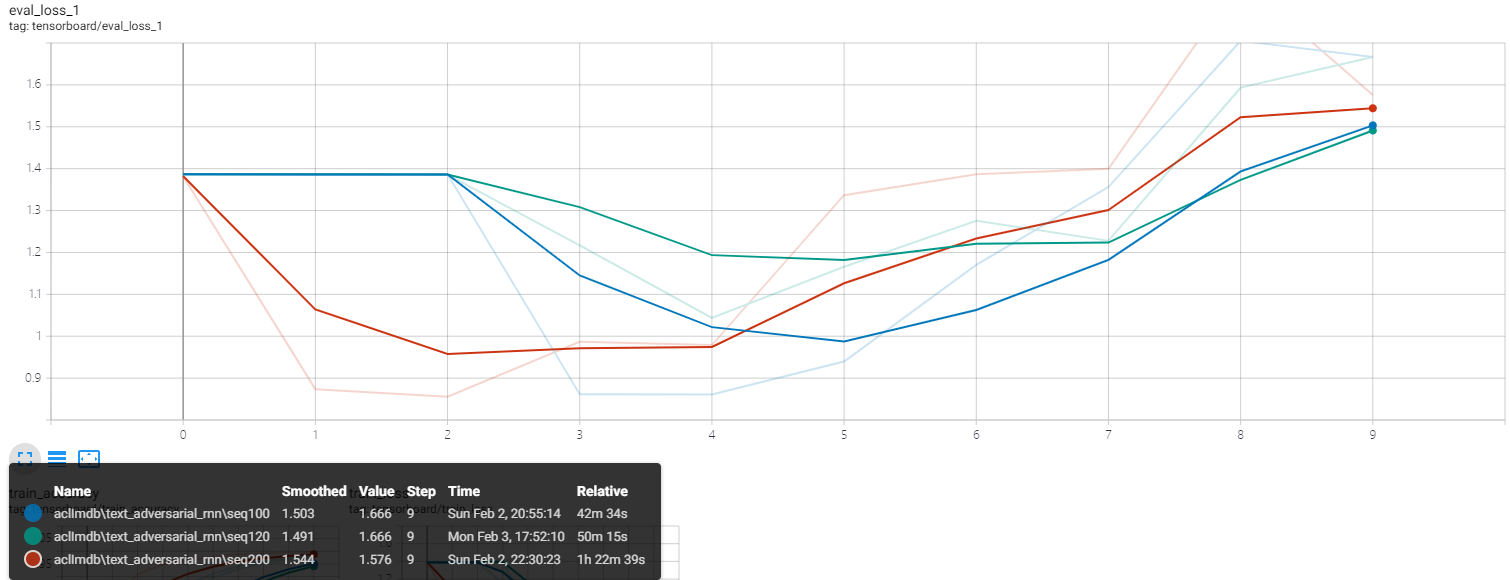 eval_loss_1
tag: tensorboard/eval_loss_1
1.6
1.5
1.4
1.3
1.2
1.1
1
0.9
0 1 2 3 4 5 6 7 8 9
Name Smoothed Value Step Time Relative
aclImdb\text_adversarial_rnn\seq100 1.503 1.666 9 Sun Feb 2, 20:55:14 42m 34s
aclImdb\text_adversarial_rnn\seq120 1.491 1.666 9 Mon Feb 3, 17:52:10 50m 15s
aclImdb\text_adversarial_rnn\seq200 1.544 1.576 9 Sun Feb 2, 22:30:23 1h 22m 39s